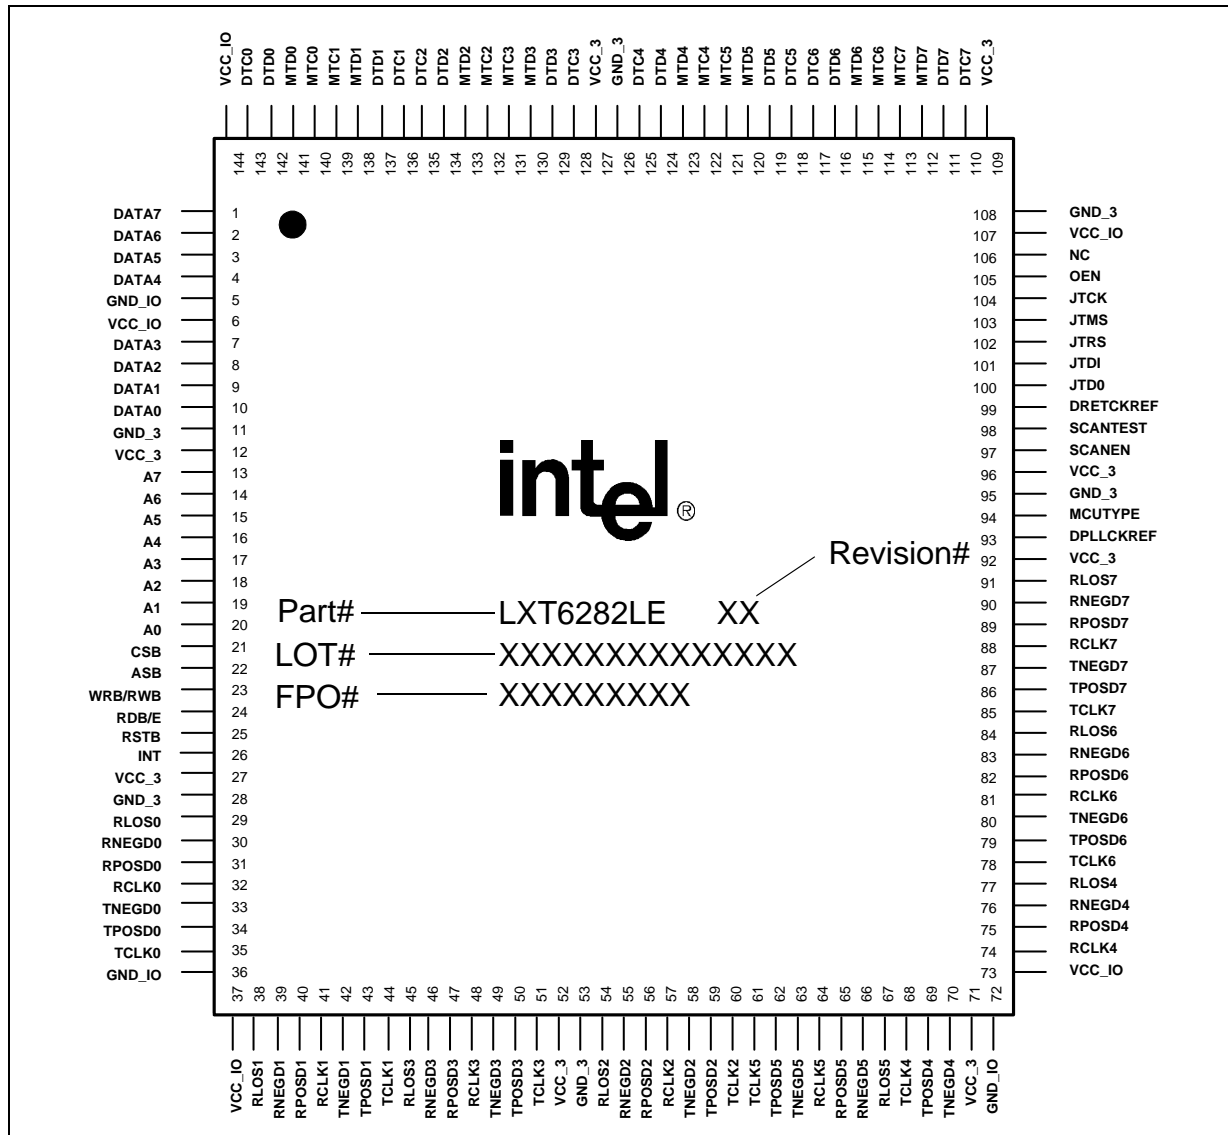 VCC_IO
DTC0
DTD0
MTD0
MTC0
MTC1
MTD1
DTD1
DTC1
DTC2
DTD2
MTD2
MTC2
MTC3
MTD3
DTD3
DTC3
VCC_3
GND_3
DTC4
DTD4
MTD4
MTC4
MTC5
MTD5
DTD5
DTC5
DTC6
DTD6
MTD6
MTC6
MTC7
MTD7
DTD7
DTC7
VCC_3
144 143 142 141 140 139 138 137 136 135 134 133 132 131 130 129 128 127 126 125 124 123 122 121 120 119 118 117 116 115 114 113 112 111 110 109
DATA7 1
DATA6 2
DATA5 3
DATA4 4
GND_IO 5
VCC_IO 6
DATA3 7
DATA2 8
DATA1 9
DATA0 10
GND_3 11
VCC_3 12
A7 13
A6 14
A5 15
A4 16
A3 17
A2 18
A1 19
A0 20
CSB 21
ASB 22
WRB/RWB 23
RDB/E 24
RSTB 25
INT 26
VCC_3 27
GND_3 28
RLOS0 29
RNEGD0 30
RPOSD0 31
RCLK0 32
TNEGD0 33
TPOSD0 34
TCLK0 35
GND_IO 36
intel ®
Revision#
Part# LXT6282LE XX
LOT# XXXXXXXXXXXXXX
FPO# XXXXXXXXX
108 GND_3
107 VCC_IO
106 NC
105 OEN
104 JTCK
103 JTMS
102 JTRS
101 JTDI
100 JTD0
99 DRETCKREF
98 SCANTEST
97 SCANEN
96 VCC_3
95 GND_3
94 MCUTYPE
93 DPLLCKREF
92 VCC_3
91 RLOS7
90 RNEGD7
89 RPOSD7
88 RCLK7
87 TNEGD7
86 TPOSD7
85 TCLK7
84 RLOS6
83 RNEGD6
82 RPOSD6
81 RCLK6
80 TNEGD6
79 TPOSD6
78 TCLK6
77 RLOS4
76 RNEGD4
75 RPOSD4
74 RCLK4
73 VCC_IO
37 38 39 40 41 42 43 44 45 46 47 48 49 50 51 52 53 54 55 56 57 58 59 60 61 62 63 64 65 66 67 68 69 70 71 72
VCC_IO
RLOS1
RNEGD1
RPOSD1
RCLK1
TNEGD1
TPOSD1
TCLK1
RLOS3
RNEGD3
RPOSD3
RCLK3
TNEGD3
TPOSD3
TCLK3
VCC_3
GND_3
RLOS2
RNEGD2
RPOSD2
RCLK2
TNEGD2
TPOSD2
TCLK2
TCLK5
TPOSD5
TNEGD5
RCLK5
RPOSD5
RNEGD5
RLOS5
TCLK4
TPOSD4
TNEGD4
VCC_3
GND_IO